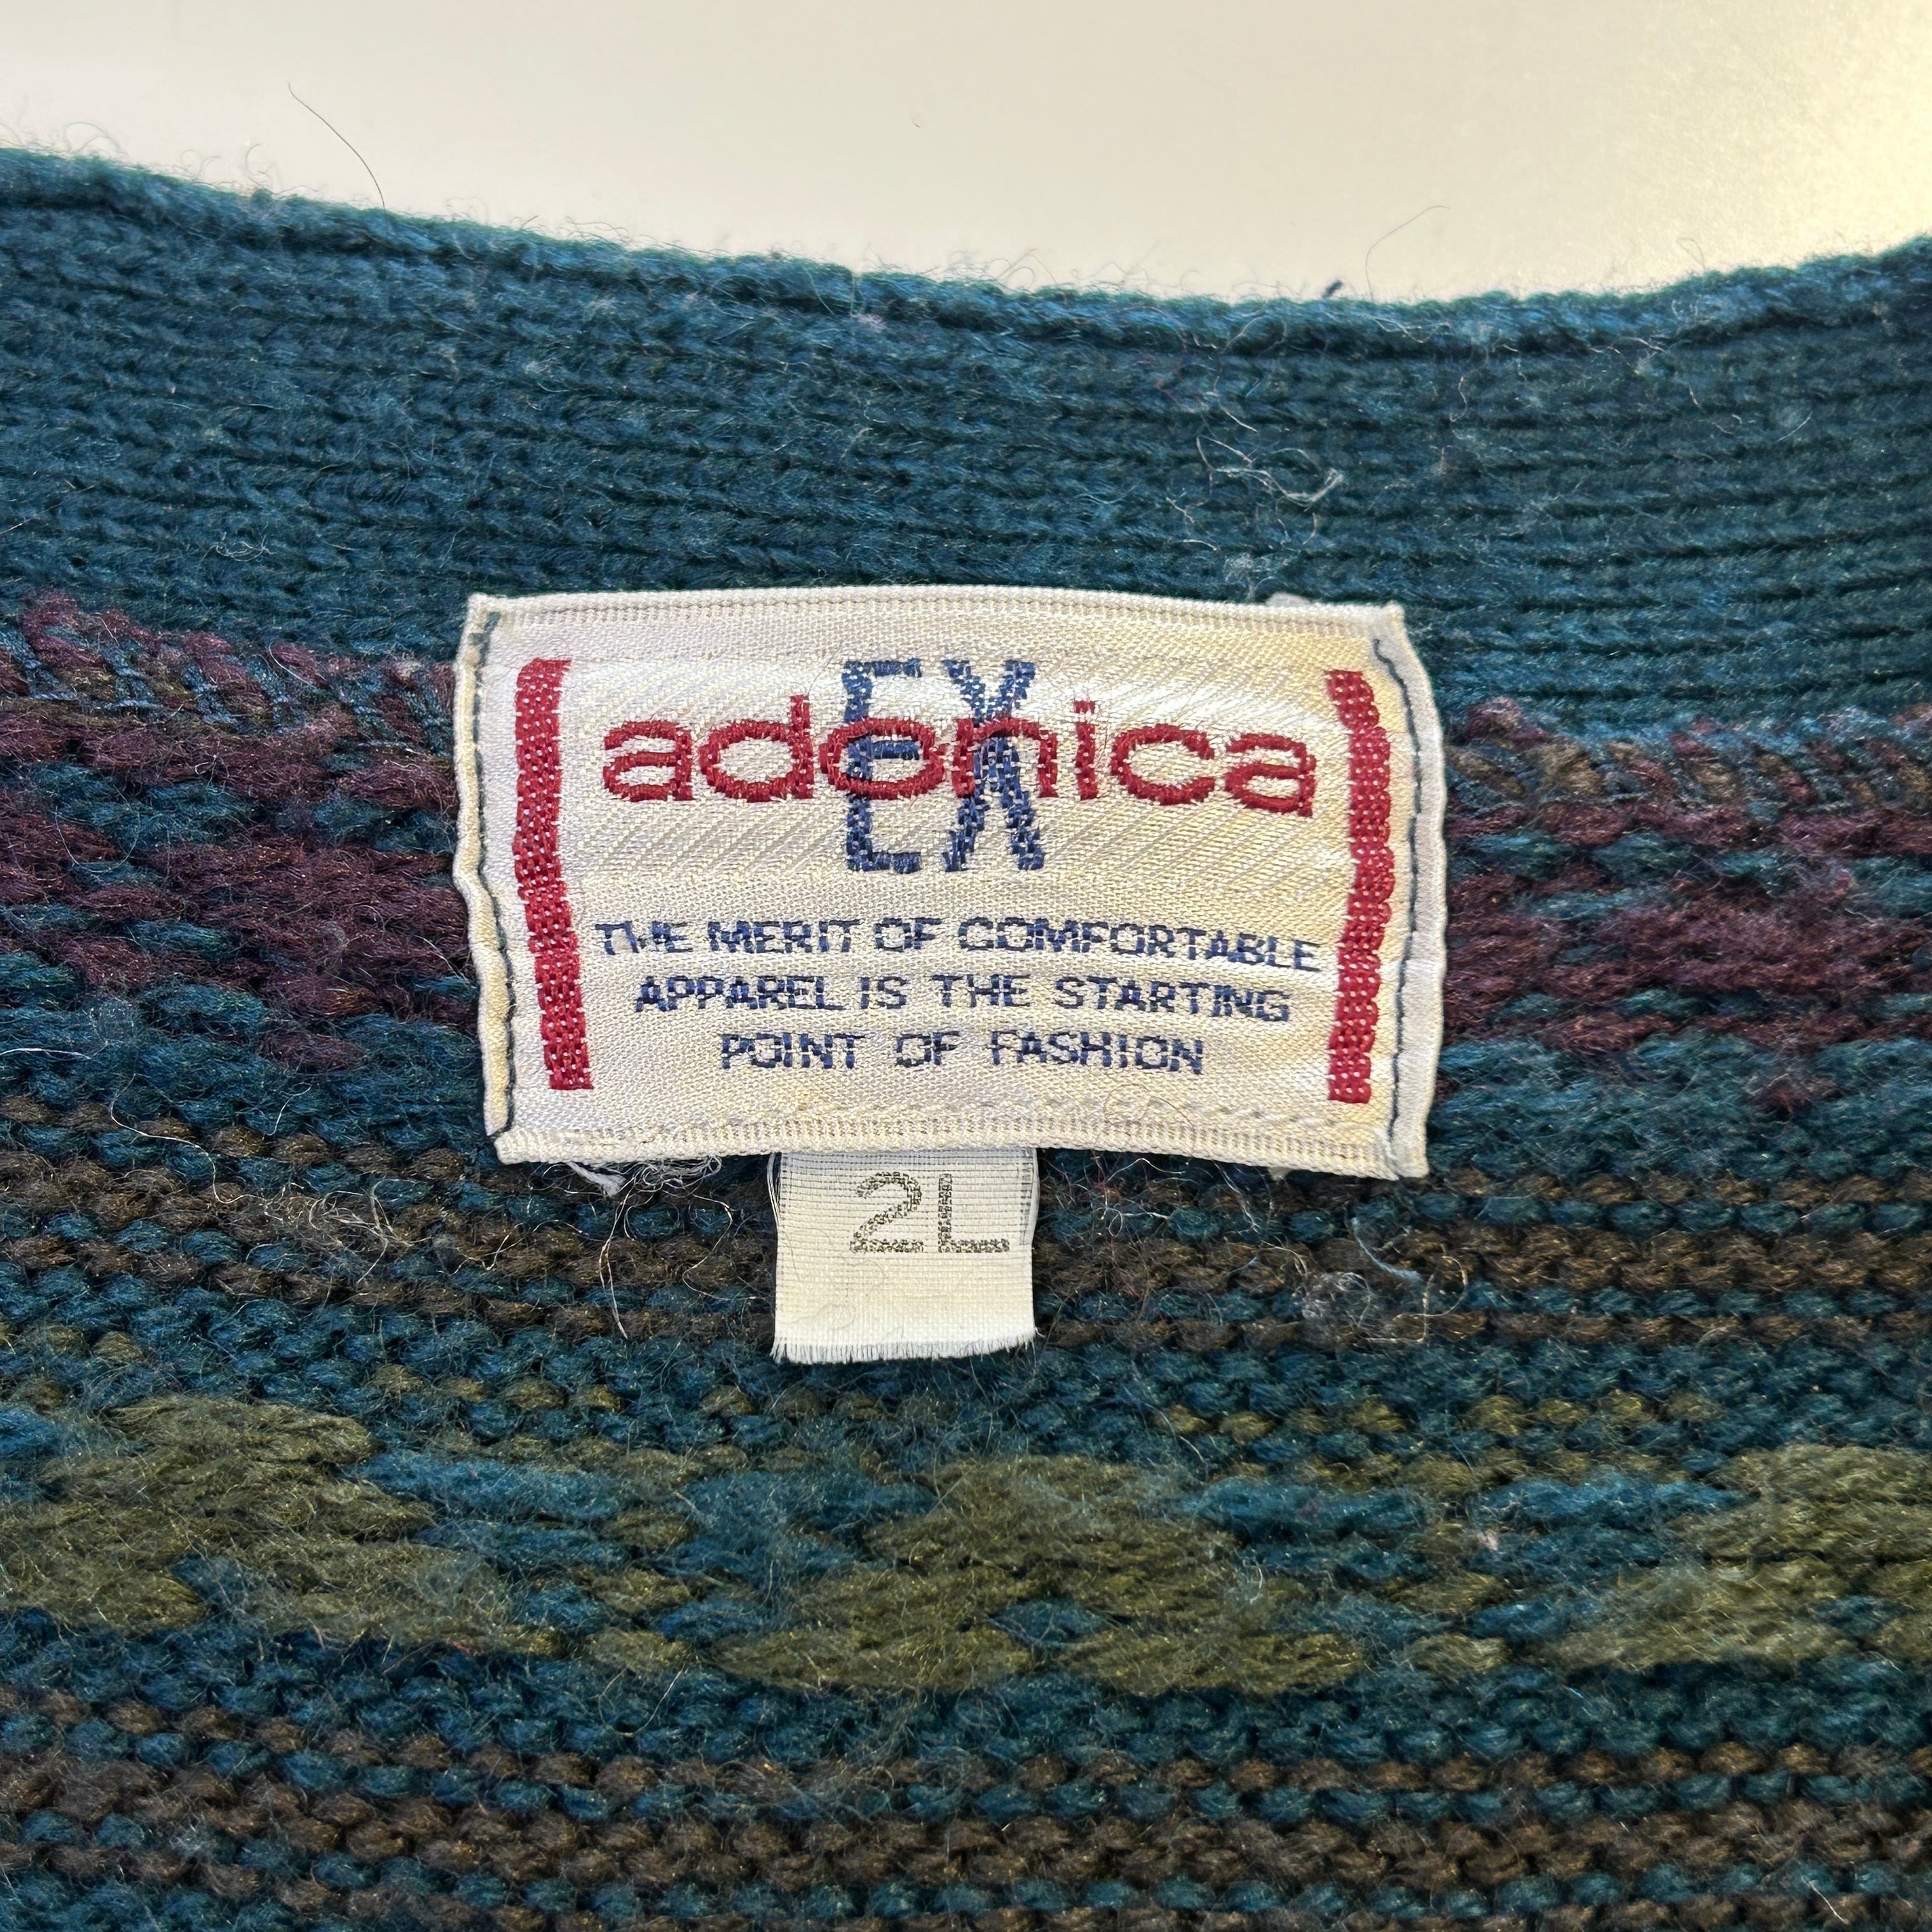 EX
adonica
THE MERIT OF COMFORTABLE
APPAREL IS THE STARTING
POINT OF FASHION
2L